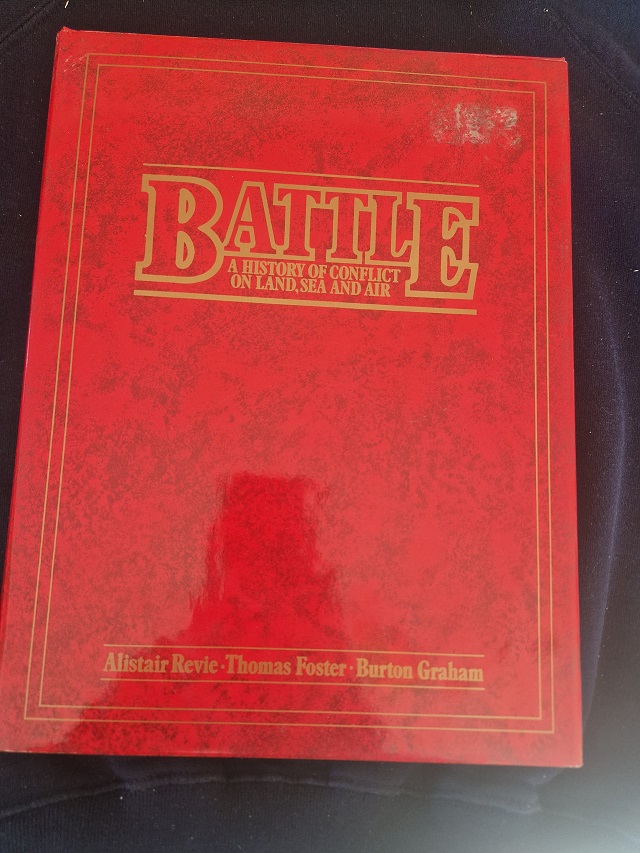 BATTLE
A HISTORY OF CONFLICT
ON LAND, SEA AND AIR
Alistair Revie · Thomas Foster · Burton Graham